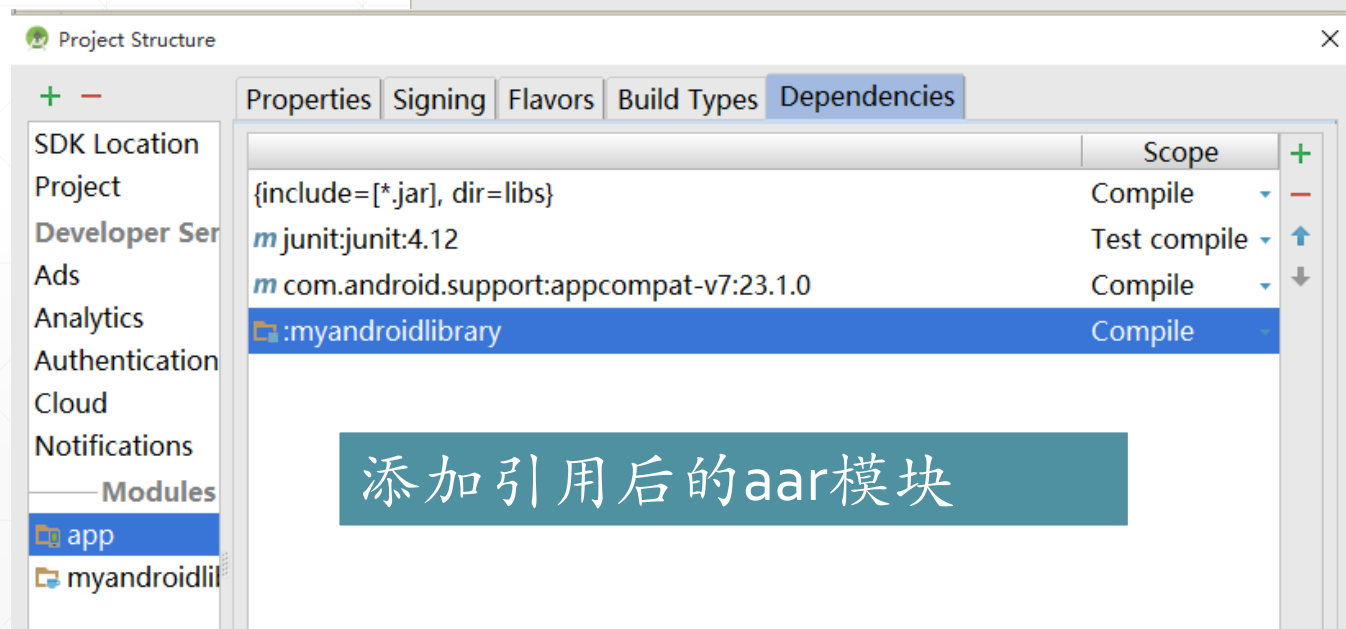 Project Structure
Properties Signing Flavors Build Types Dependencies
SDK Location
Project
Developer Ser
Ads
Analytics
Authentication
Cloud
Notifications
Modules
app
myandroidlil
Scope
{include=[*.jar], dir=libs} Compile
m junit:junit:4.12 Test compile
m com.android.support:appcompat-v7:23.1.0 Compile
:myandroidlibrary Compile
添加引用后的aar模块